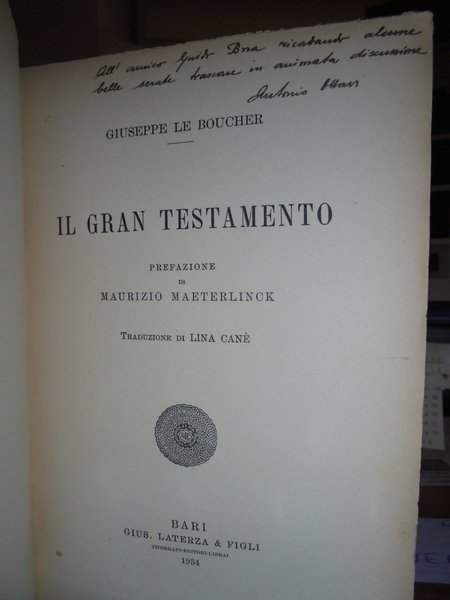 All' amico Guido Bosa ricordando alcune
belle serate trascorse in animata discussione
Antonio
GIUSEPPE LE BOUCHER
IL GRAN TESTAMENTO
PREFAZIONE
DI
MAURIZIO MAETERLINCK
TRADUZIONE DI LINA CANÈ
BARI
GIUS. LATERZA & FIGLI
TIPOGRAFI-EDITORI-LIBRAI
1934